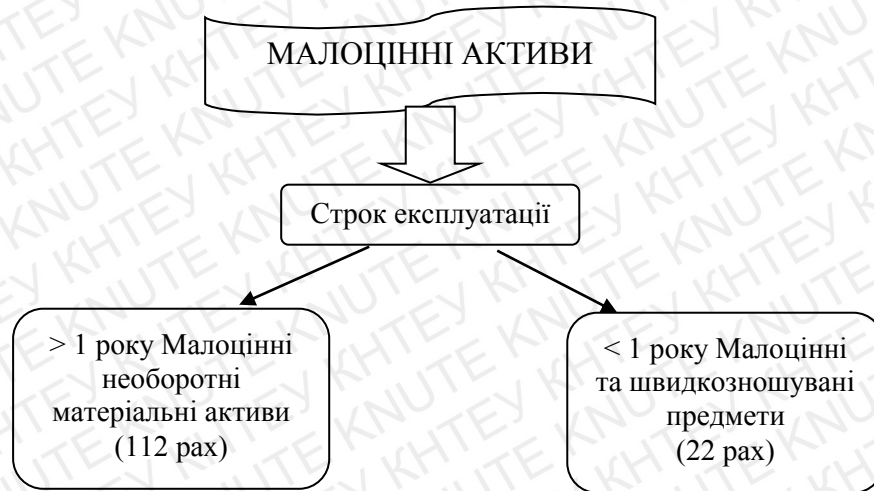 МАЛОЦІННІ АКТИВИ
Строк експлуатації
> 1 року Малоцінні
необоротні
матеріальні активи
(112 рах)
< 1 року Малоцінні
та швидкозношувані
предмети
(22 рах)